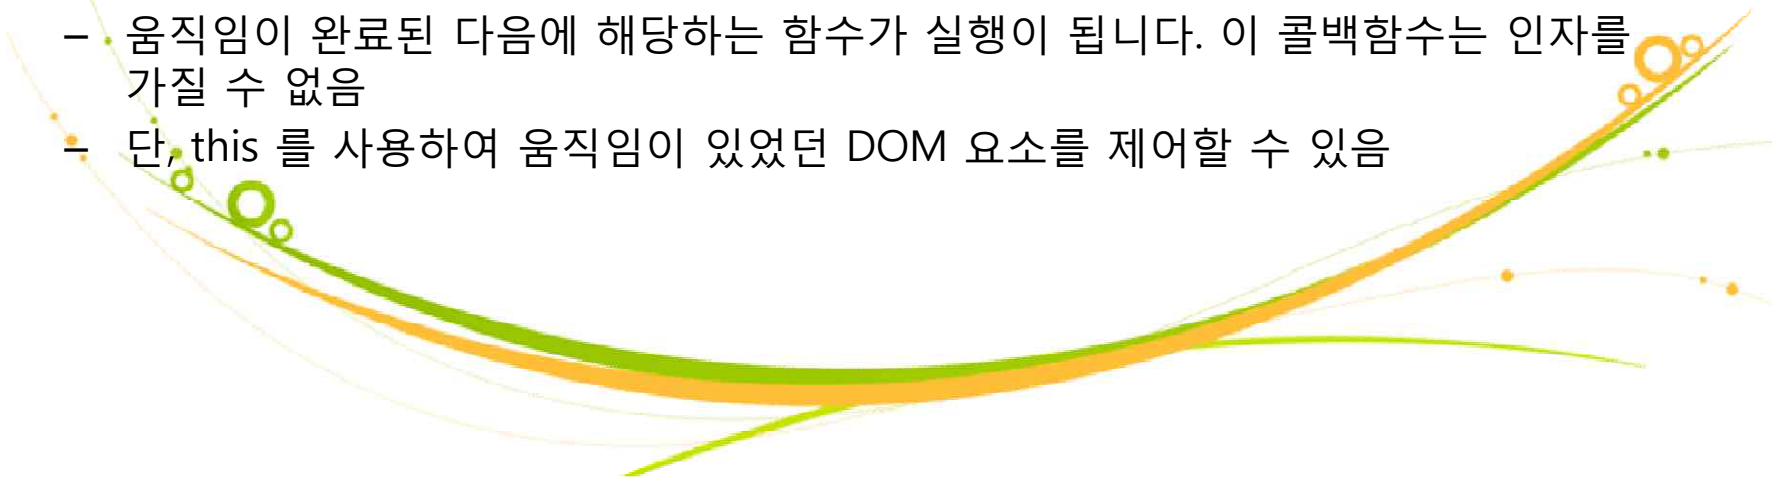 – 움직임이 완료된 다음에 해당하는 함수가 실행이 됩니다. 이 콜백함수는 인자를
가질 수 없음
– 단, this 를 사용하여 움직임이 있었던 DOM 요소를 제어할 수 있음